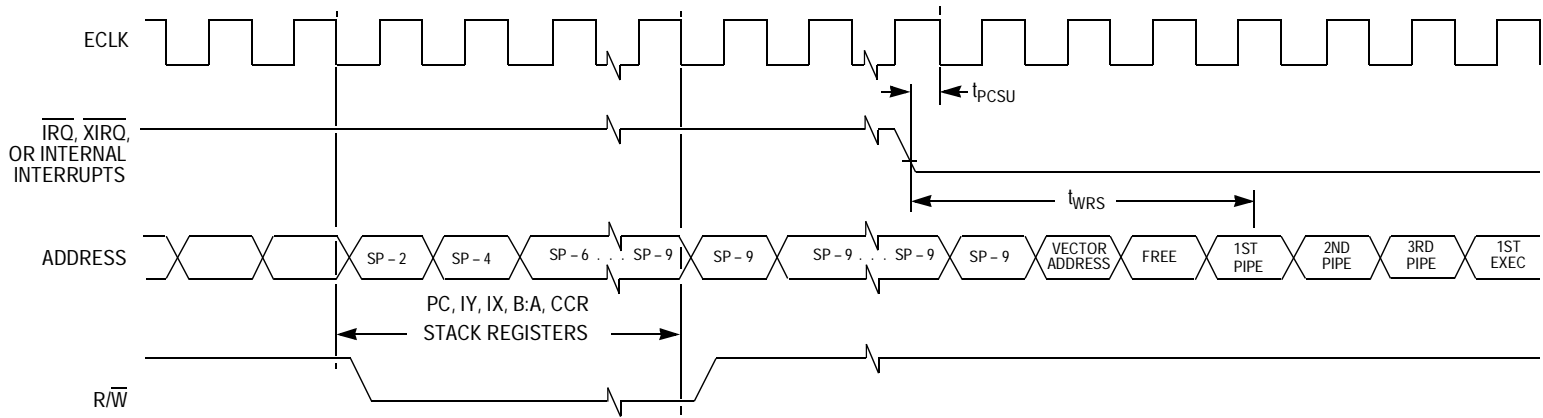 ECLK
t_PCSU
IRQ, XIRQ,
OR INTERNAL
INTERRUPTS
t_WRS
ADDRESS
SP – 2
SP – 4
SP – 6 . . . SP – 9
SP – 9
SP – 9 . . . SP – 9
SP – 9
VECTOR
ADDRESS
FREE
1ST
PIPE
2ND
PIPE
3RD
PIPE
1ST
EXEC
PC, IY, IX, B:A, CCR
STACK REGISTERS
R/W